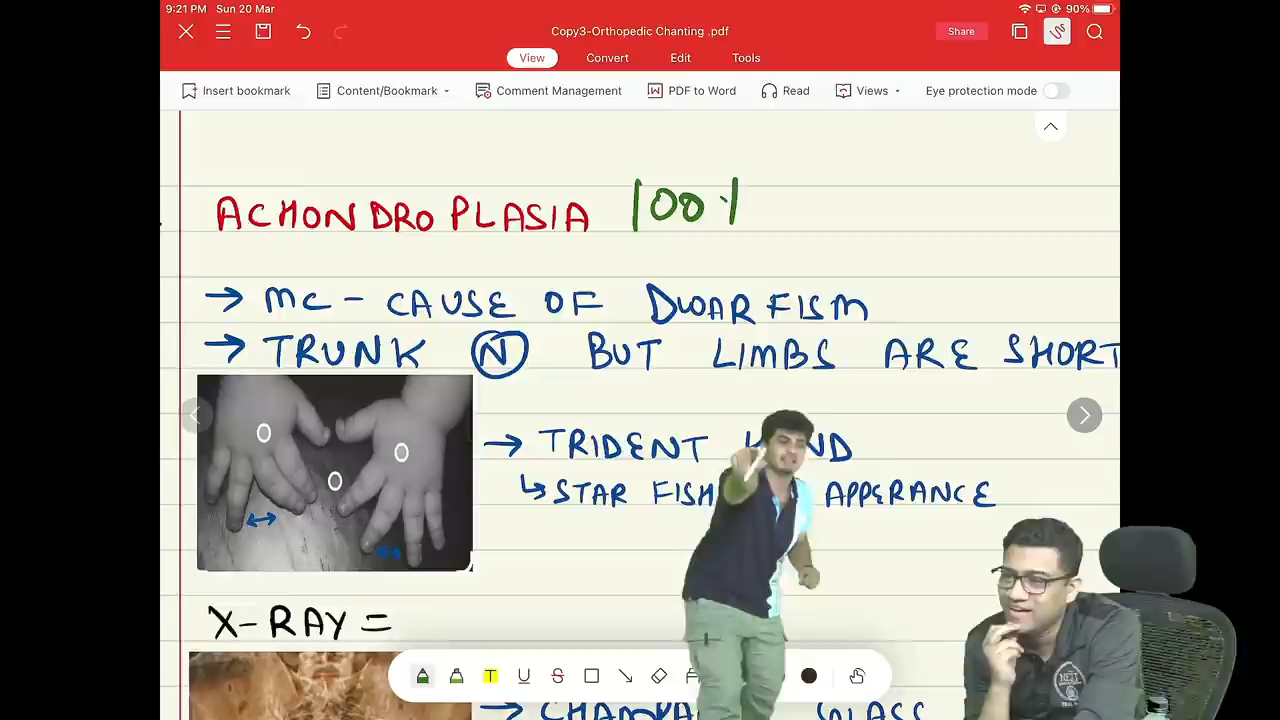 9:21 PM Sun 20 Mar 90%
Copy3-Orthopedic Chanting .pdf
Share
View Convert Edit Tools
Insert bookmark Content/Bookmark Comment Management PDF to Word Read Views Eye protection mode
ACHONDROPLASIA 100%
→ MC - CAUSE OF DWARFISM
→ TRUNK N BUT LIMBS ARE SHORT
→ TRIDENT
↳ STAR FISH APPERANCE
X-RAY =